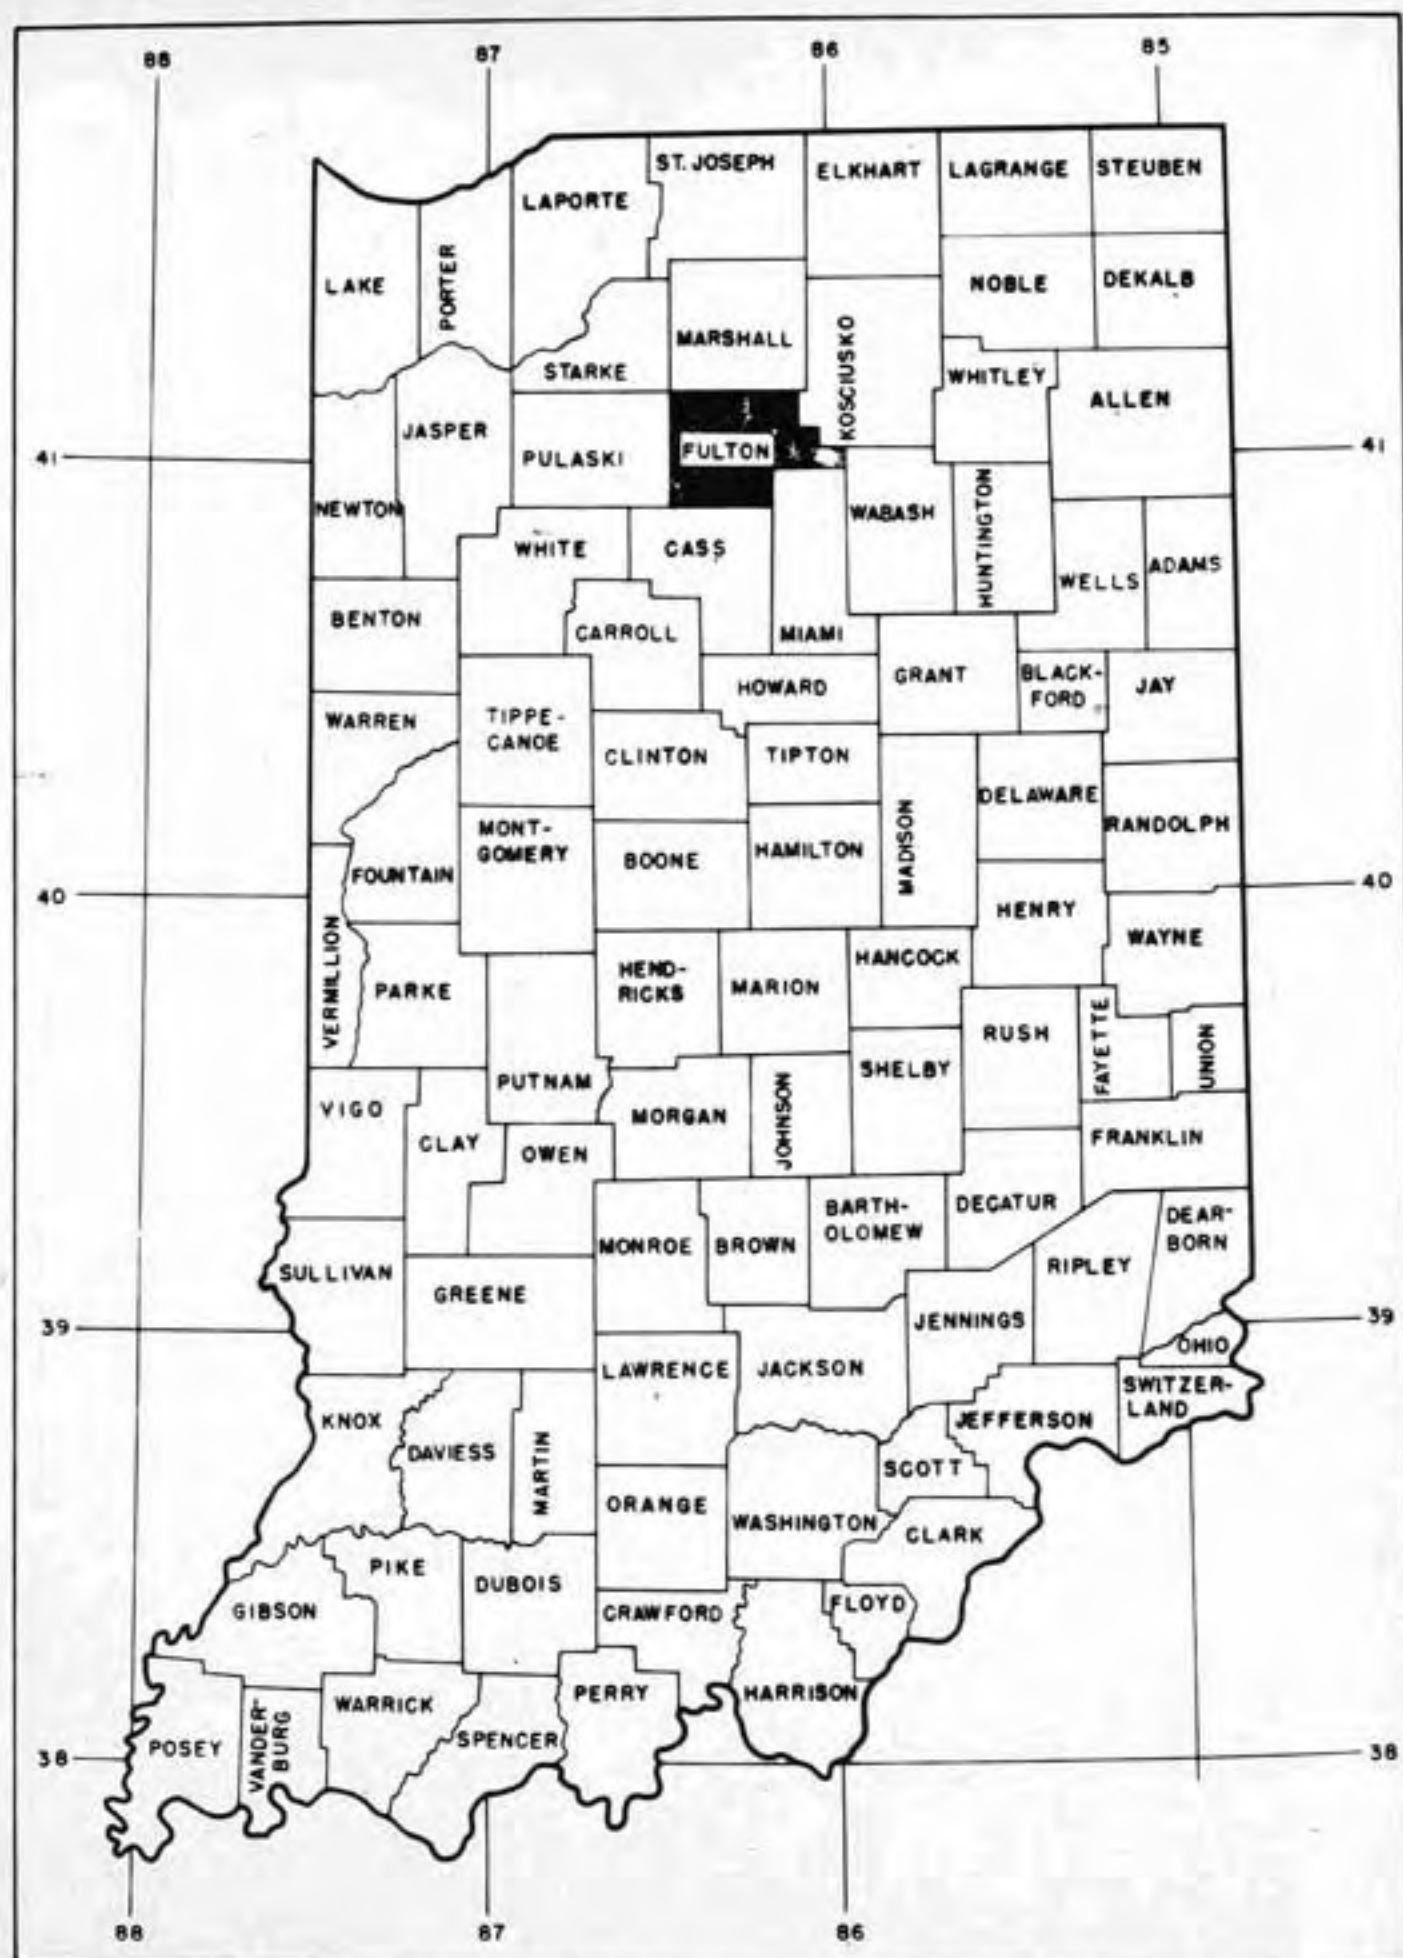 88
87
86
85
ST. JOSEPH
ELKHART
LAGRANGE
STEUBEN
LAPORTE
LAKE
PORTER
NOBLE
DEKALB
MARSHALL
KOSCIUSKO
STARKE
WHITLEY
ALLEN
JASPER
FULTON
PULASKI
41
41
NEWTON
WABASH
HUNTINGTON
WHITE
CASS
WELLS
ADAMS
BENTON
CARROLL
MIAMI
GRANT
BLACK-
FORD
JAY
HOWARD
WARREN
TIPPE-
CANOE
CLINTON
TIPTON
MADISON
DELAWARE
RANDOLPH
MONT-
GOMERY
BOONE
HAMILTON
FOUNTAIN
40
40
HENRY
WAYNE
VERMILLION
PARKE
HEND-
RICKS
MARION
HANCOCK
RUSH
FAYETTE
UNION
PUTNAM
SHELBY
VIGO
CLAY
OWEN
MORGAN
JOHNSON
FRANKLIN
DECATUR
BARTH-
OLOMEW
DEAR-
BORN
MONROE
BROWN
RIPLEY
SULLIVAN
GREENE
JENNINGS
39
39
OHIO
LAWRENCE
JACKSON
SWITZER-
LAND
KNOX
DAVIESS
MARTIN
JEFFERSON
SCOTT
ORANGE
WASHINGTON
CLARK
PIKE
DUBOIS
GIBSON
CRAWFORD
FLOYD
WARRICK
PERRY
HARRISON
POSEY
VANDER-
BURG
SPENCER
38
38
88
87
86